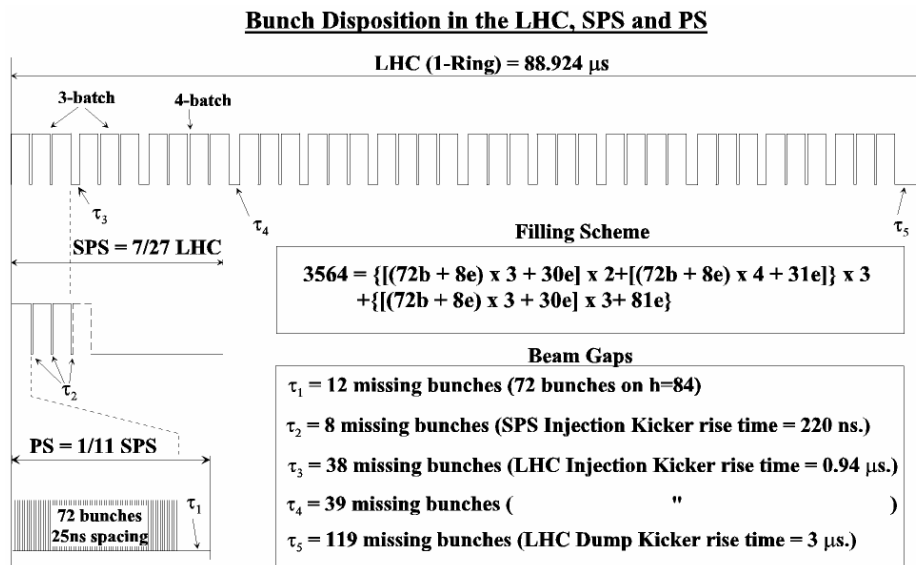 Bunch Disposition in the LHC, SPS and PS
LHC (1-Ring) = 88.924 μs
3-batch
4-batch
τ3
τ4
τ5
SPS = 7/27 LHC
Filling Scheme
3564 = {[(72b + 8e) x 3 + 30e] x 2+[(72b + 8e) x 4 + 31e]} x 3
+{[(72b + 8e) x 3 + 30e] x 3+ 81e}
τ2
Beam Gaps
τ1 = 12 missing bunches (72 bunches on h=84)
τ2 = 8 missing bunches (SPS Injection Kicker rise time = 220 ns.)
τ3 = 38 missing bunches (LHC Injection Kicker rise time = 0.94 μs.)
τ4 = 39 missing bunches ( " )
τ5 = 119 missing bunches (LHC Dump Kicker rise time = 3 μs.)
PS = 1/11 SPS
τ1
72 bunches
25ns spacing